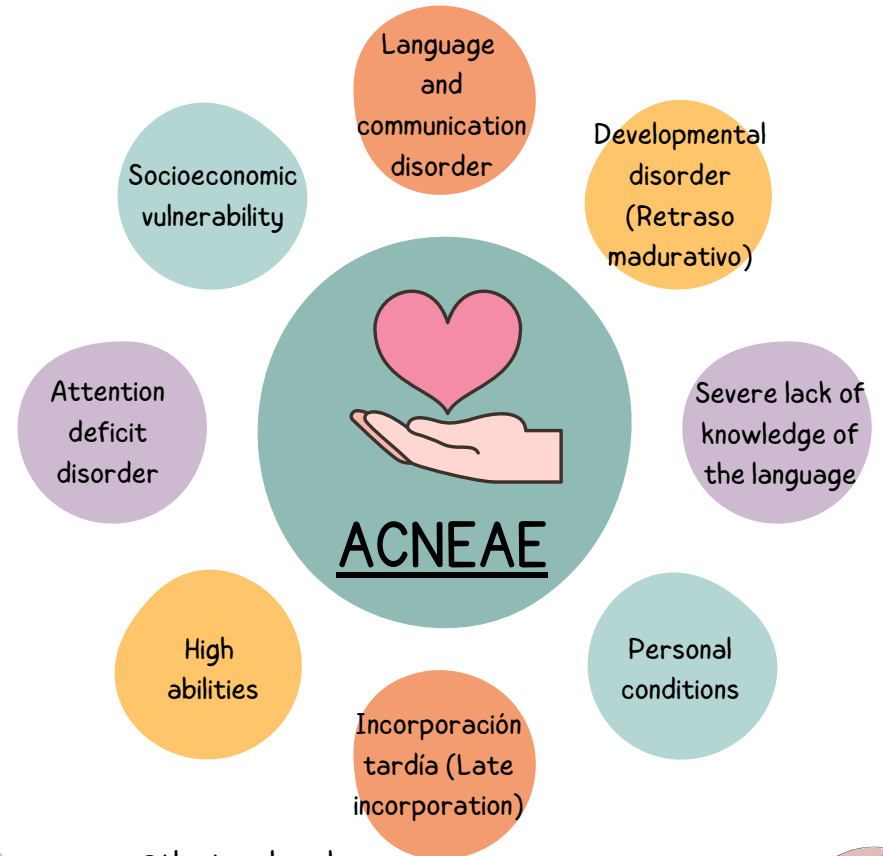 Language
and
communication
disorder
Developmental
disorder
(Retraso
madurativo)
Severe lack of
knowledge of
the language
Personal
conditions
Incorporación
tardía (Late
incorporation)
High
abilities
Attention
deficit
disorder
Socioeconomic
vulnerability
ACNEAE